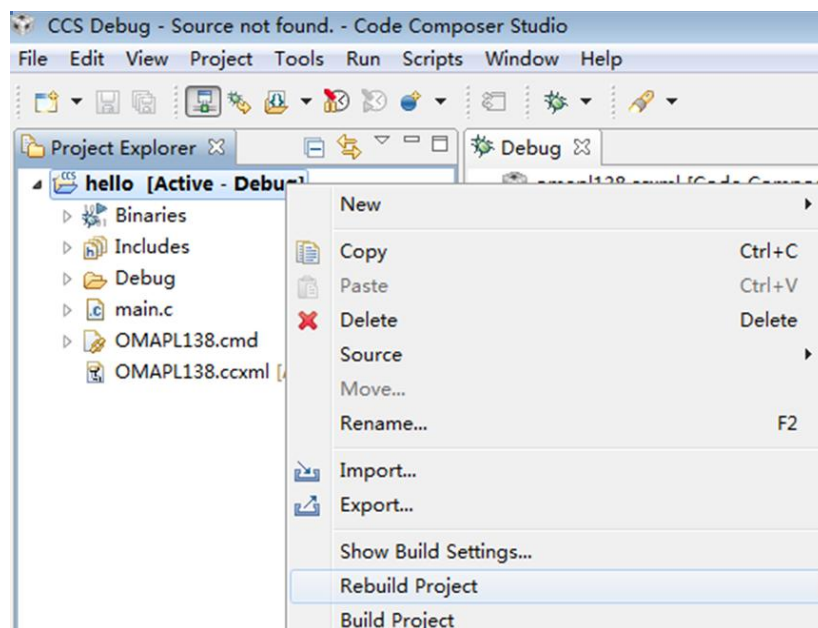 CCS Debug - Source not found. - Code Composer Studio
File Edit View Project Tools Run Scripts Window Help
Project Explorer
Debug
hello [Active - Debug]
New
Binaries
Includes
Copy Ctrl+C
Debug
Paste Ctrl+V
main.c
Delete Delete
OMAPL138.cmd
Source
OMAPL138.ccxml
Move...
Rename... F2
Import...
Export...
Show Build Settings...
Rebuild Project
Build Project